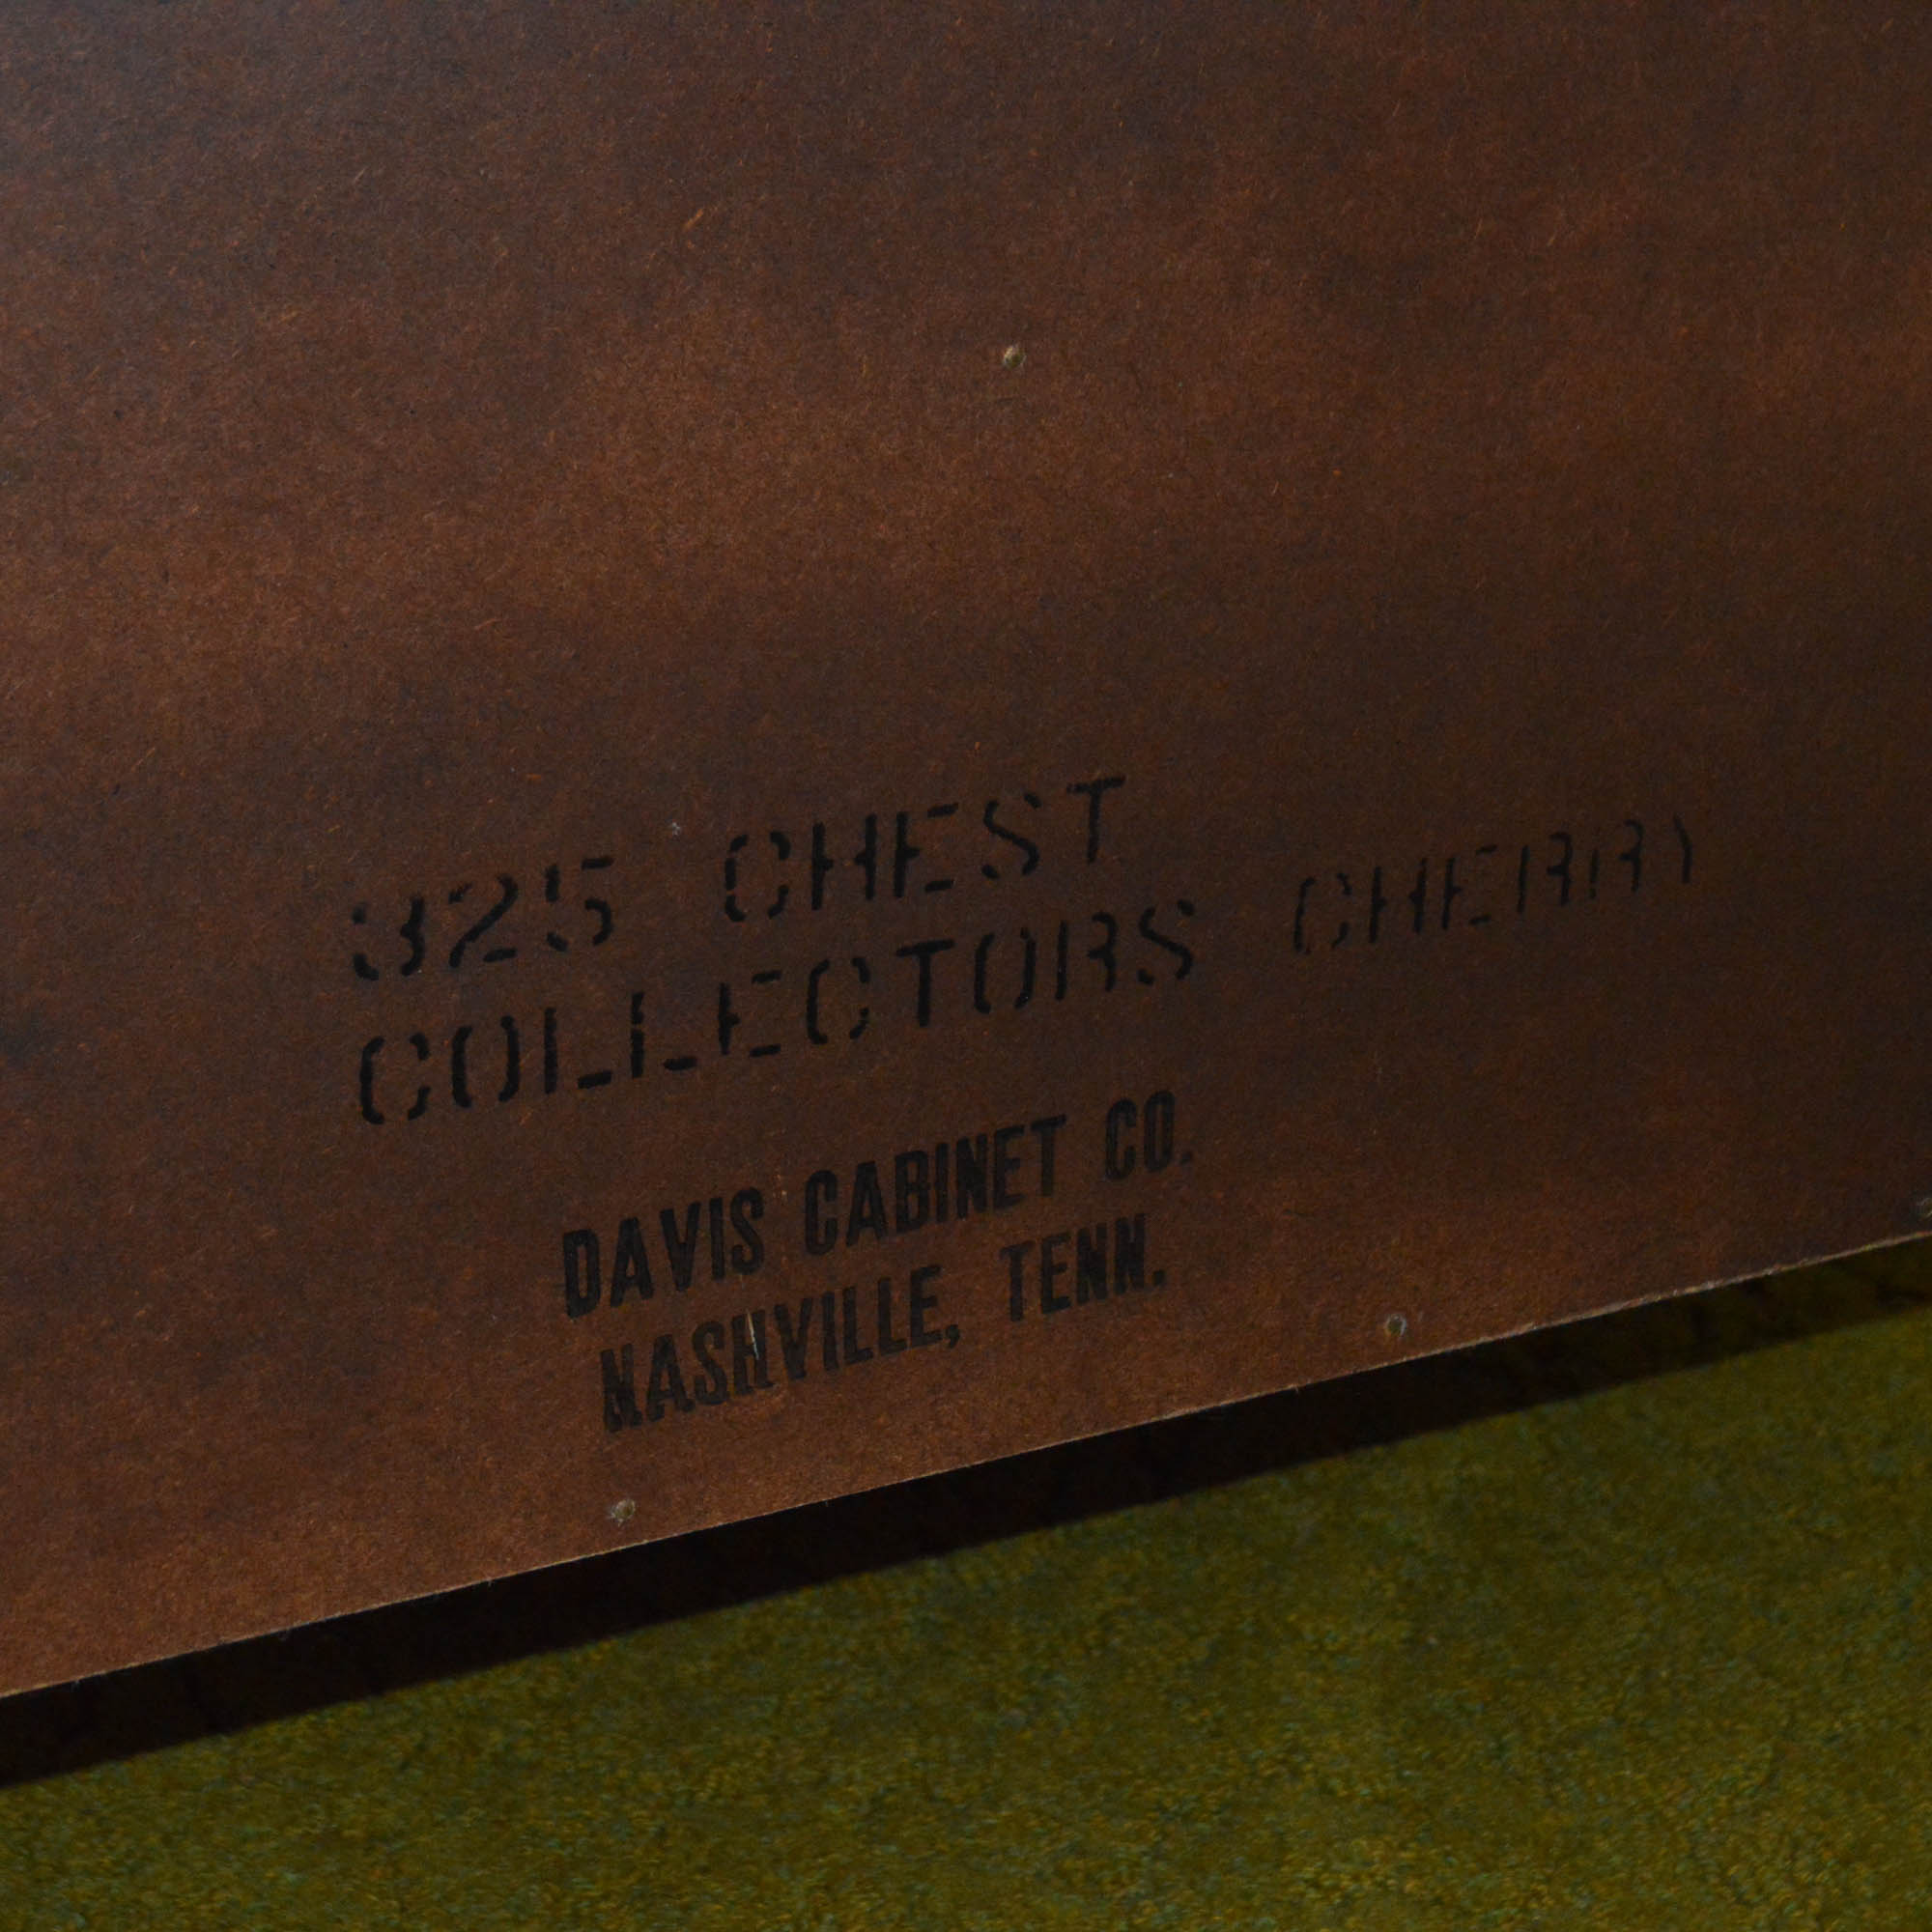 325 CHEST
COLLECTORS CHERRY
DAVIS CABINET CO.
NASHVILLE, TENN.